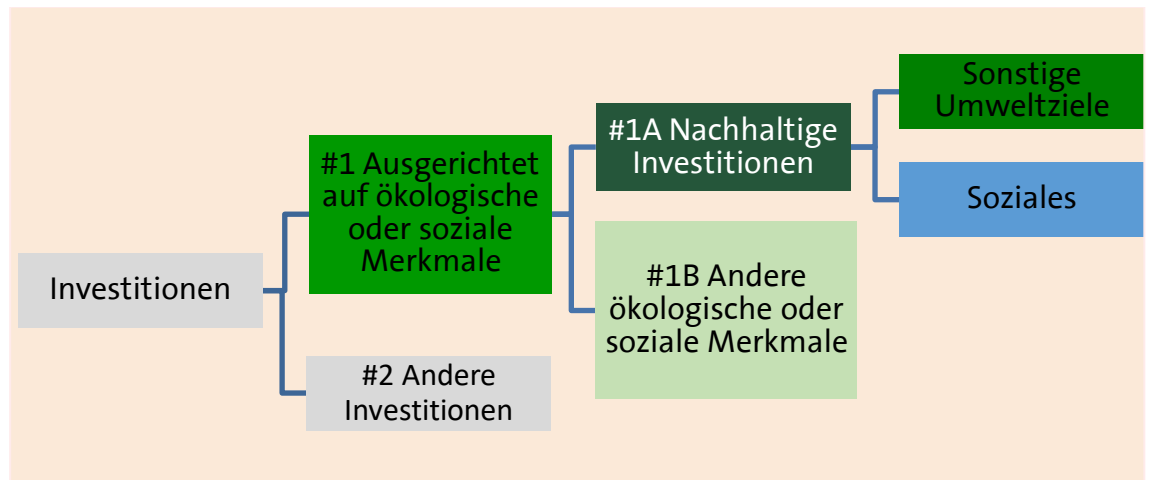 Investitionen
#1 Ausgerichtet
auf ökologische
oder soziale
Merkmale
#2 Andere
Investitionen
#1A Nachhaltige
Investitionen
#1B Andere
ökologische oder
soziale Merkmale
Sonstige
Umweltziele
Soziales